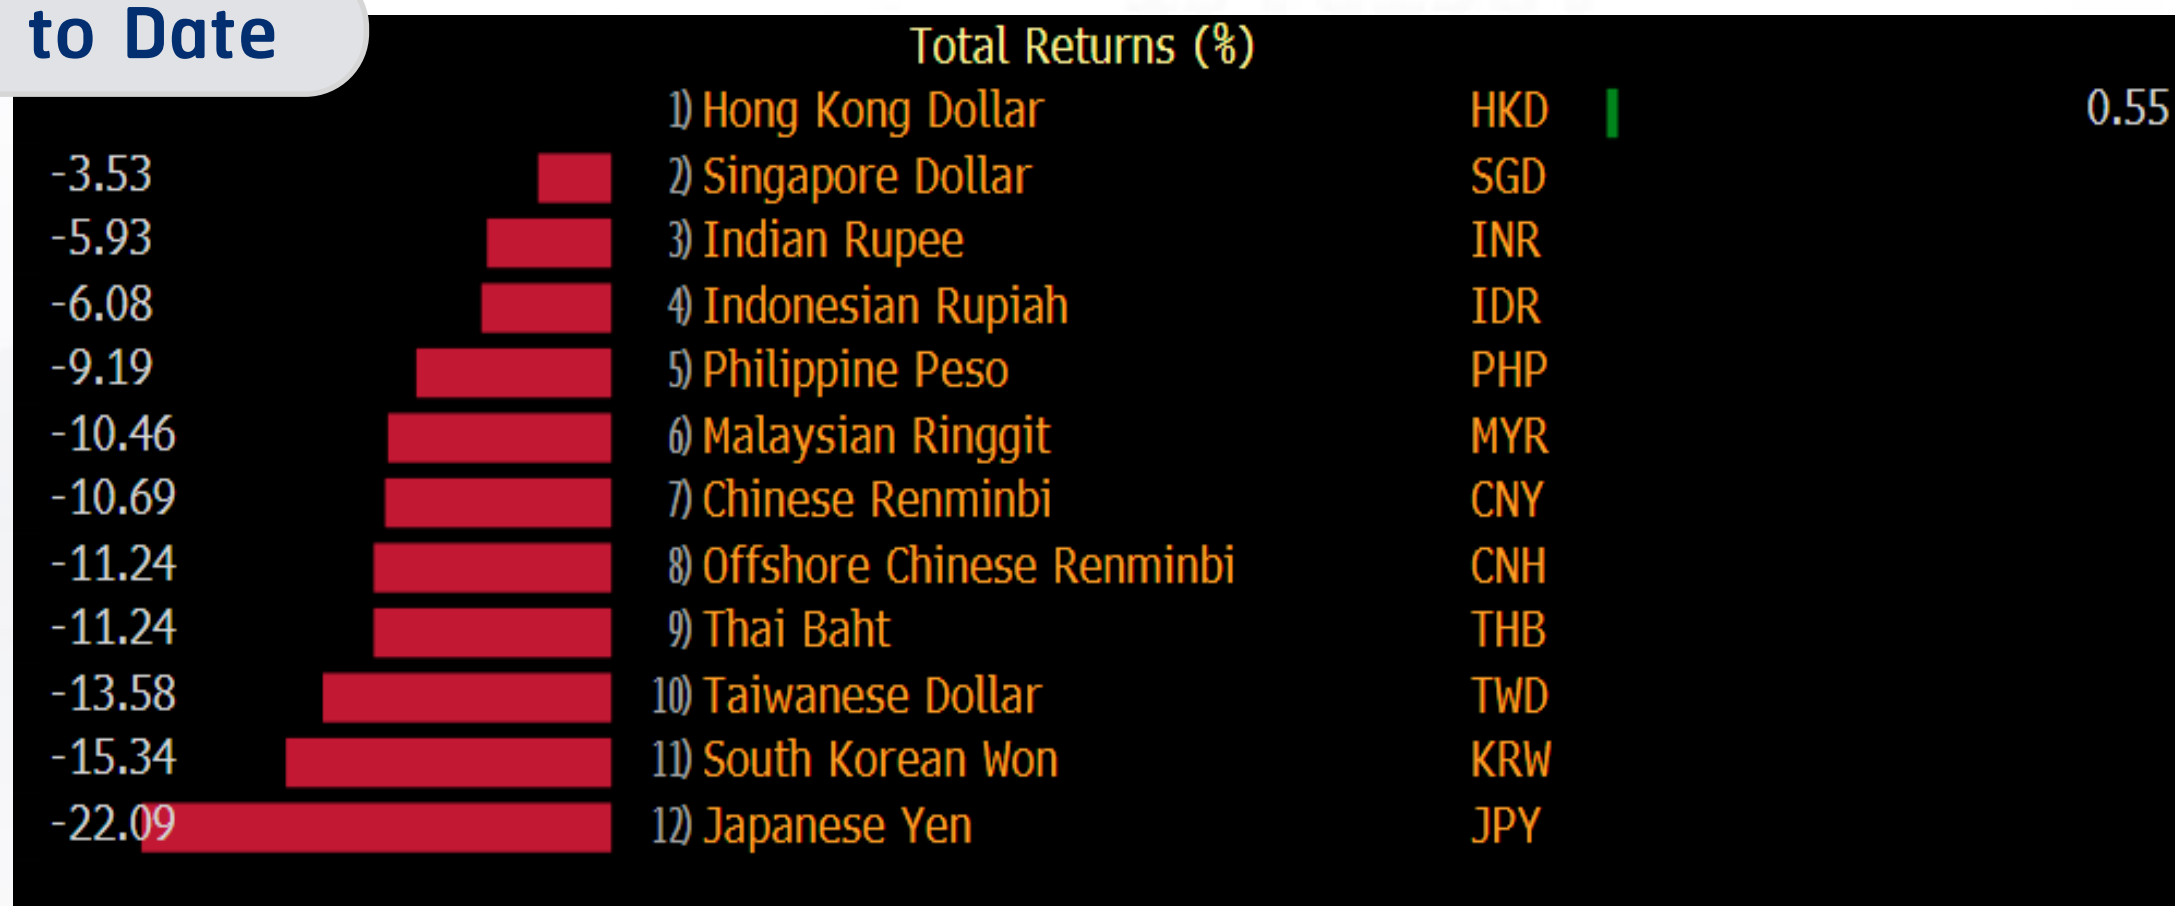 to Date
Total Returns (%)
1) Hong Kong Dollar HKD 0.55
-3.53 2) Singapore Dollar SGD
-5.93 3) Indian Rupee INR
-6.08 4) Indonesian Rupiah IDR
-9.19 5) Philippine Peso PHP
-10.46 6) Malaysian Ringgit MYR
-10.69 7) Chinese Renminbi CNY
-11.24 8) Offshore Chinese Renminbi CNH
-11.24 9) Thai Baht THB
-13.58 10) Taiwanese Dollar TWD
-15.34 11) South Korean Won KRW
-22.09 12) Japanese Yen JPY